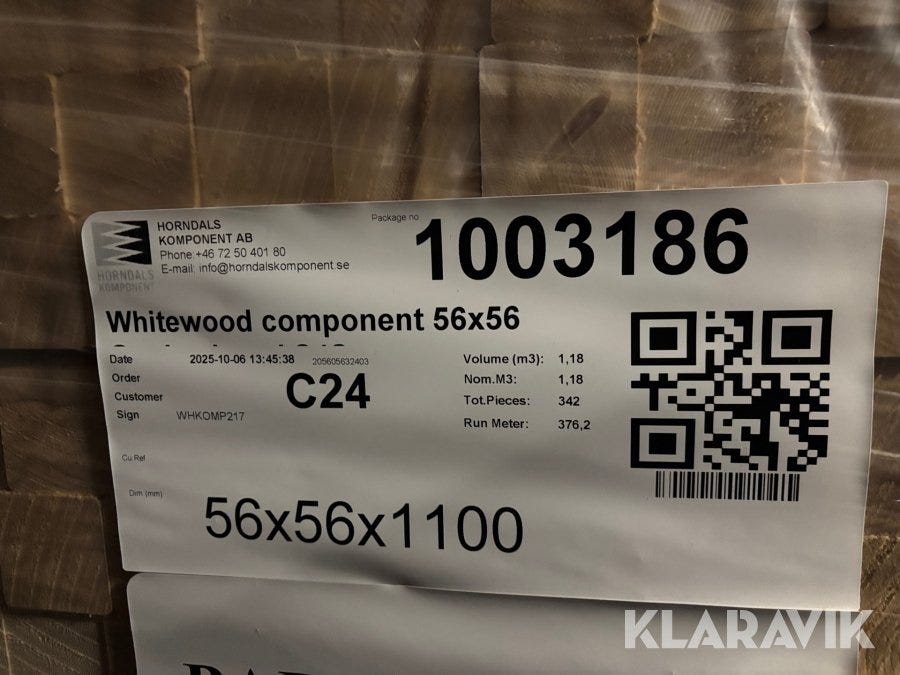 HORNDALS
KOMPONENT AB
Phone:+46 72 50 401 80
E-mail: info@horndalskomponent.se
HORNDALS
KOMPONENT
Package no
1003186
Whitewood component 56x56
Date 2025-10-06 13:45:38 205605632403
Order
Customer
Sign WHKOMP217
C24
Volume (m3): 1,18
Nom.M3: 1,18
Tot.Pieces: 342
Run Meter: 376,2
Cu.Ref
Dim (mm)
56x56x1100
KLARAVIK